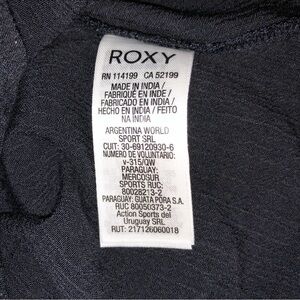 ROXY
RN 114199 CA 52199
MADE IN INDIA /
FABRIQUÉ EN INDE /
FABRICADO EN INDIA /
HECHO EN INDIA / FEITO
NA INDIA
ARGENTINA WORLD
SPORT SRL
CUIT: 30-69120930-6
NUMERO DE VOLUNTARIO:
v-315/QW
PARAGUAY:
MERCOSUR
SPORTS RUC:
80028213-2
PARAGUAY: GUATA PORA S.A.
RUC 80050373-2
Action Sports del
Uruguay SRL
RUT: 217126060018